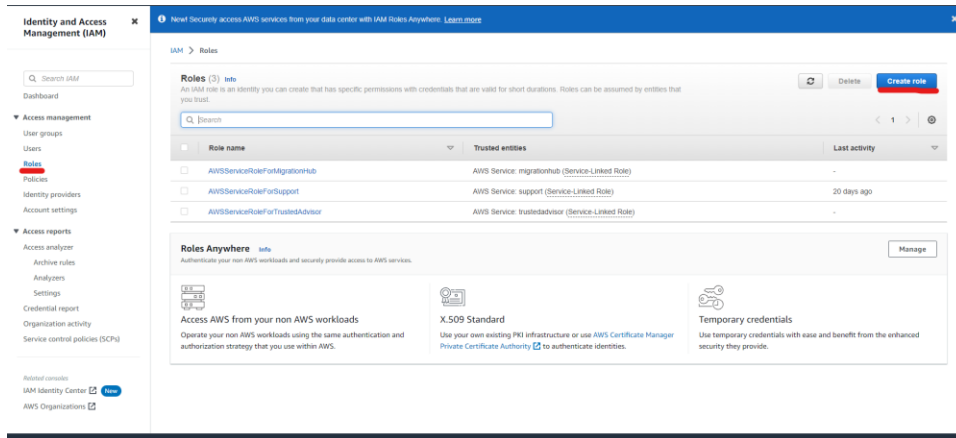 Identity and Access
Management (IAM)
Search IAM
Dashboard
Access management
User groups
Users
Roles
Policies
Identity providers
Account settings
Access reports
Access analyzer
Archive rules
Analyzers
Settings
Credential report
Organization activity
Service control policies (SCPs)
Related consoles
IAM Identity Center New
AWS Organizations
New! Securely access AWS services from your data center with IAM Roles Anywhere. Learn more
IAM > Roles
Roles (3) Info
An IAM role is an identity you can create that has specific permissions with credentials that are valid for short durations. Roles can be assumed by entities that
you trust.
Delete
Create role
Search
1
Role name Trusted entities Last activity
AWSServiceRoleForMigrationHub AWS Service: migrationhub (Service-Linked Role) -
AWSServiceRoleForSupport AWS Service: support (Service-Linked Role) 20 days ago
AWSServiceRoleForTrustedAdvisor AWS Service: trustedadvisor (Service-Linked Role) -
Roles Anywhere Info
Authenticate your non AWS workloads and securely provide access to AWS services.
Manage
Access AWS from your non AWS workloads
Operate your non AWS workloads using the same authentication and
authorization strategy that you use within AWS.
X.509 Standard
Use your own existing PKI infrastructure or use AWS Certificate Manager
Private Certificate Authority to authenticate identities.
Temporary credentials
Use temporary credentials with ease and benefit from the enhanced
security they provide.